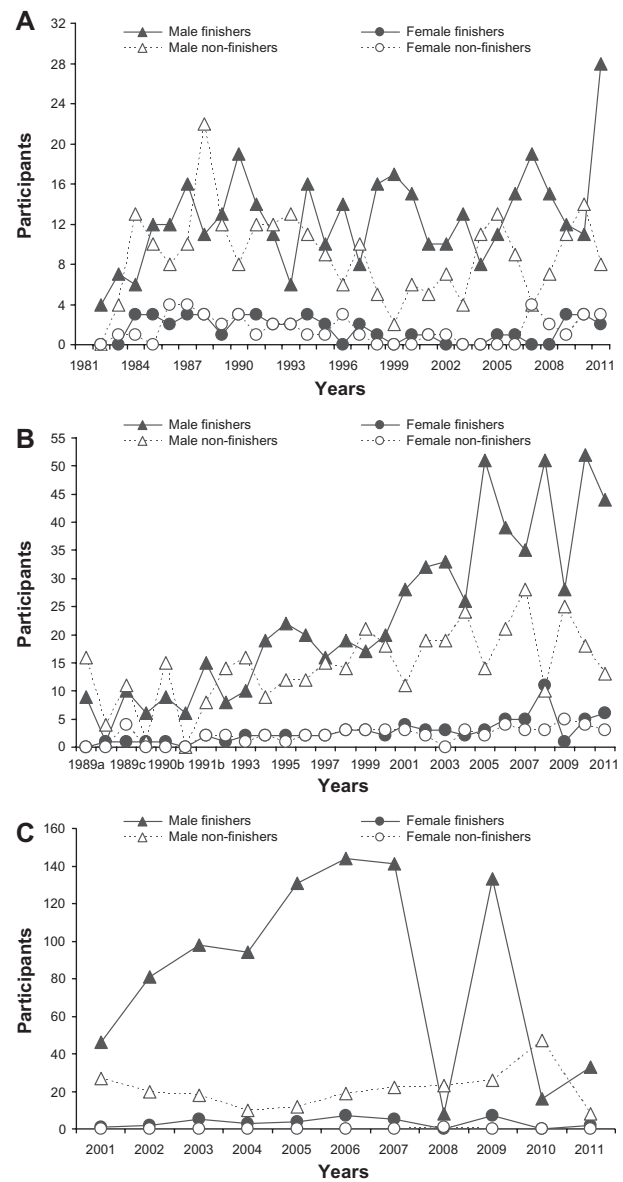 A
Male finishers Female finishers
Male non-finishers Female non-finishers
32
28
24
20
16
12
8
4
0
Participants
1981 1984 1987 1990 1993 1996 1999 2002 2005 2008 2011
Years
B
Male finishers Female finishers
Male non-finishers Female non-finishers
55
50
45
40
35
30
25
20
15
10
5
0
Participants
1989a 1989c 1990b 1991b 1993 1995 1997 1999 2001 2003 2005 2007 2009 2011
Years
C
Male finishers Female finishers
Male non-finishers Female non-finishers
160
140
120
100
80
60
40
20
0
Participants
2001 2002 2003 2004 2005 2006 2007 2008 2009 2010 2011
Years